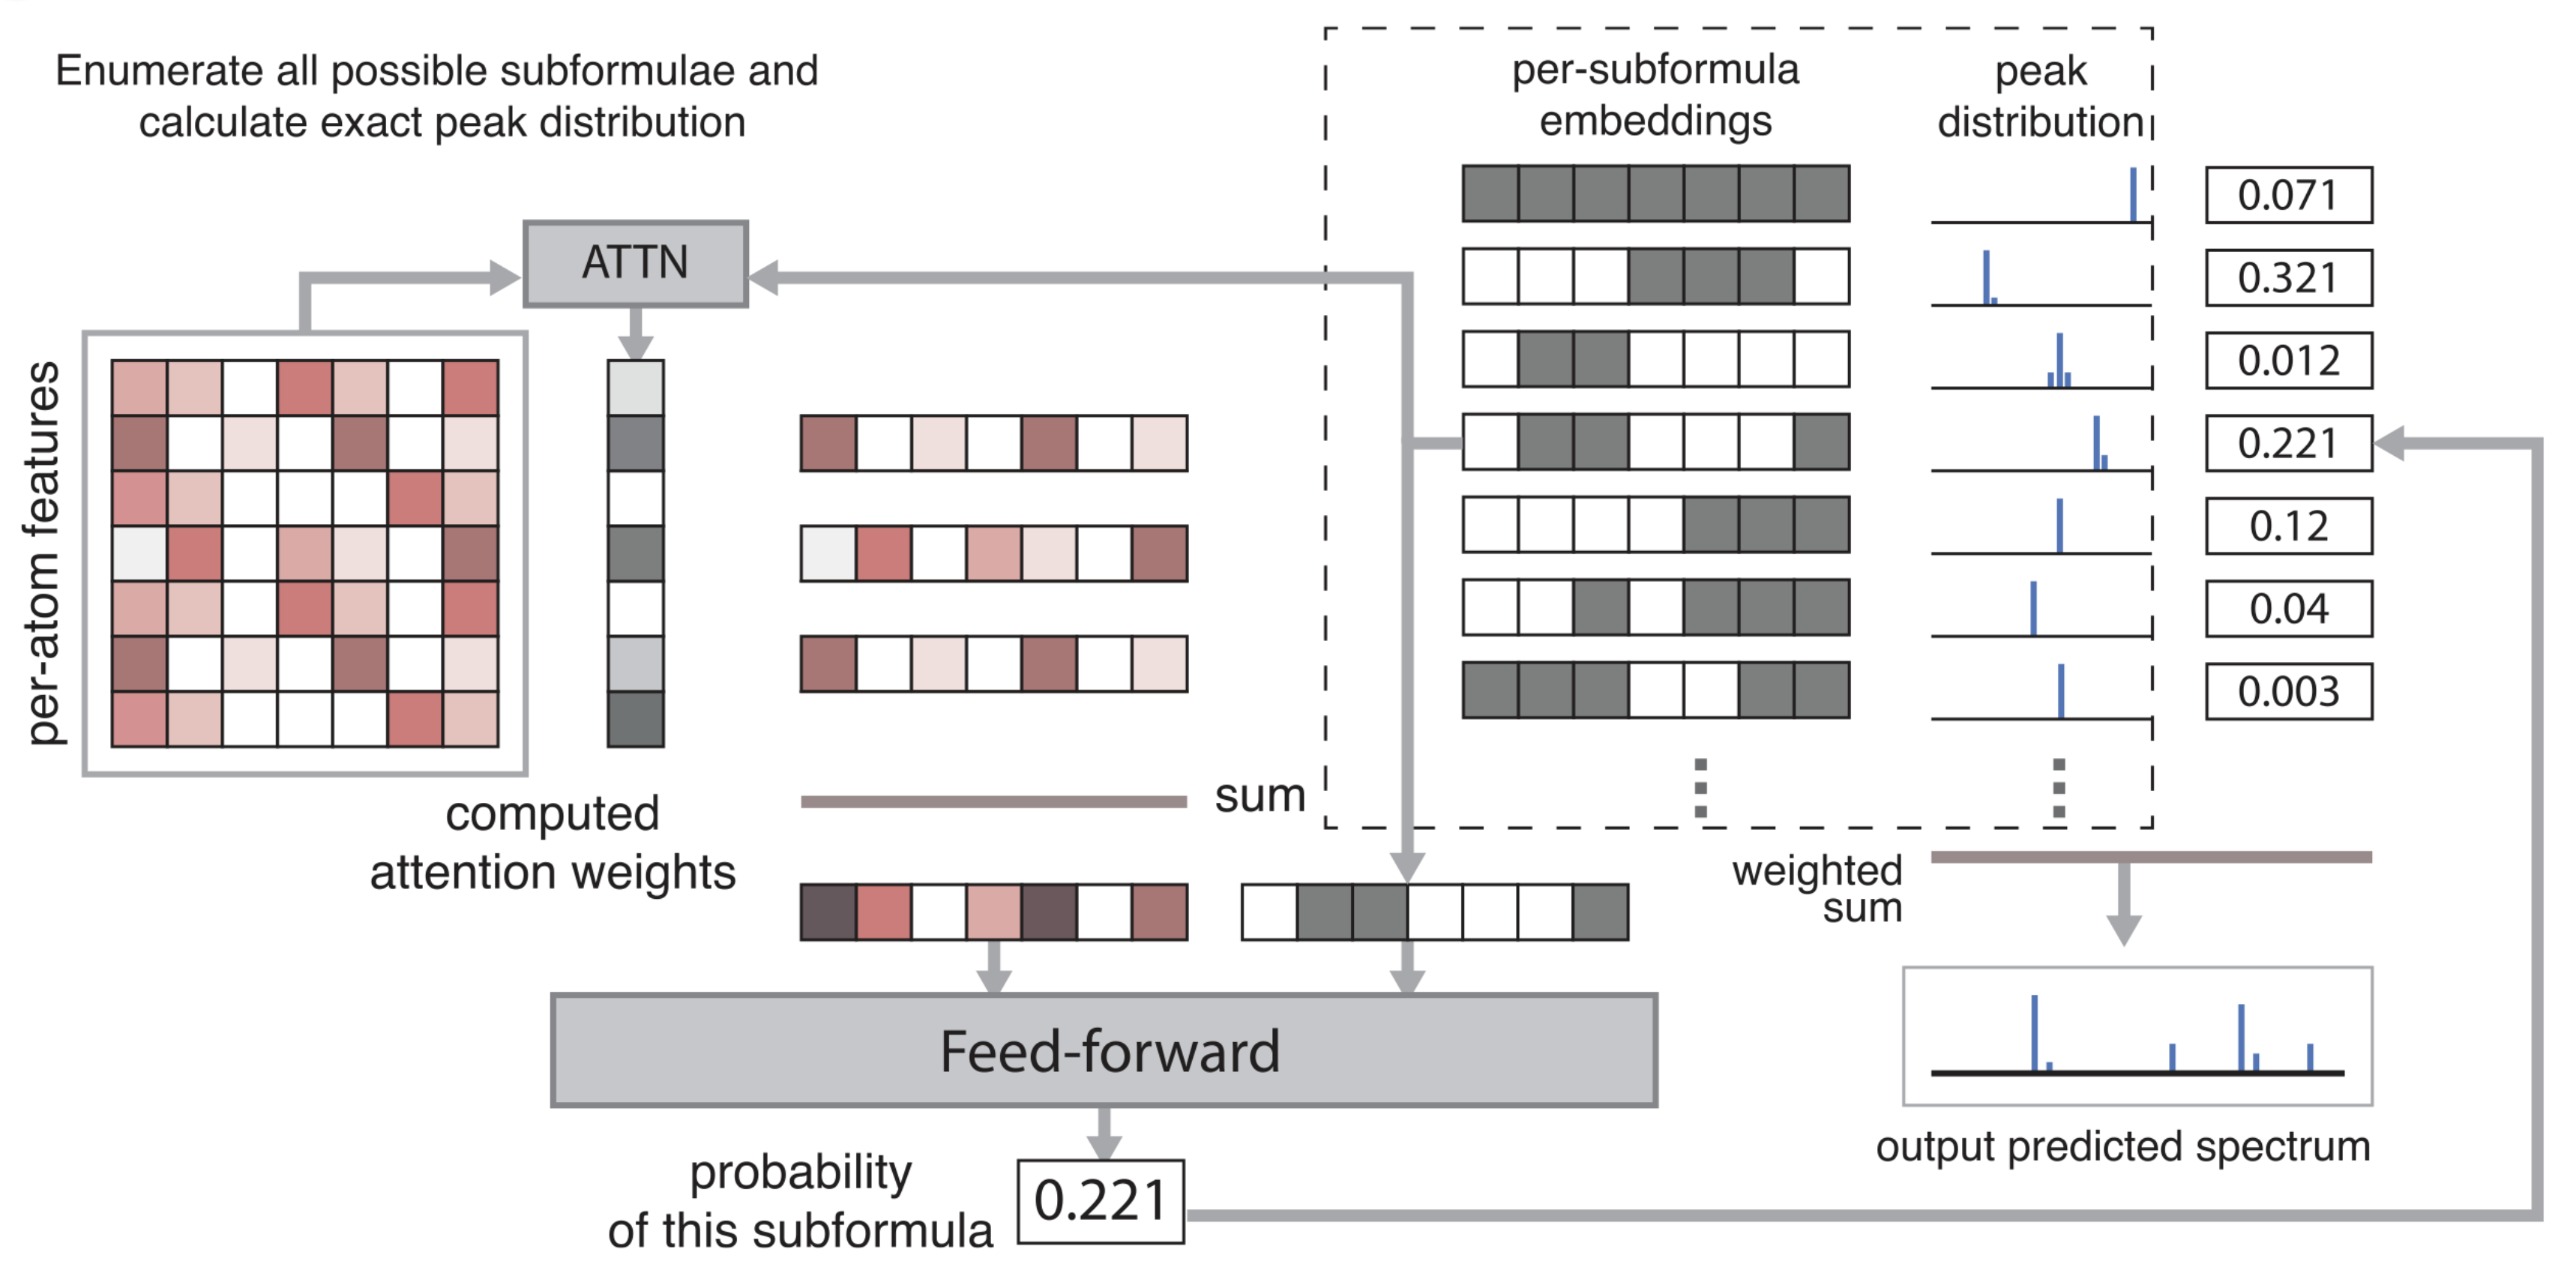 Enumerate all possible subformulae and
calculate exact peak distribution
per-subformula
embeddings
peak
distribution
ATTN
per-atom features
computed
attention weights
sum
0.071
0.321
0.012
0.221
0.12
0.04
0.003
weighted
sum
Feed-forward
output predicted spectrum
probability
of this subformula
0.221